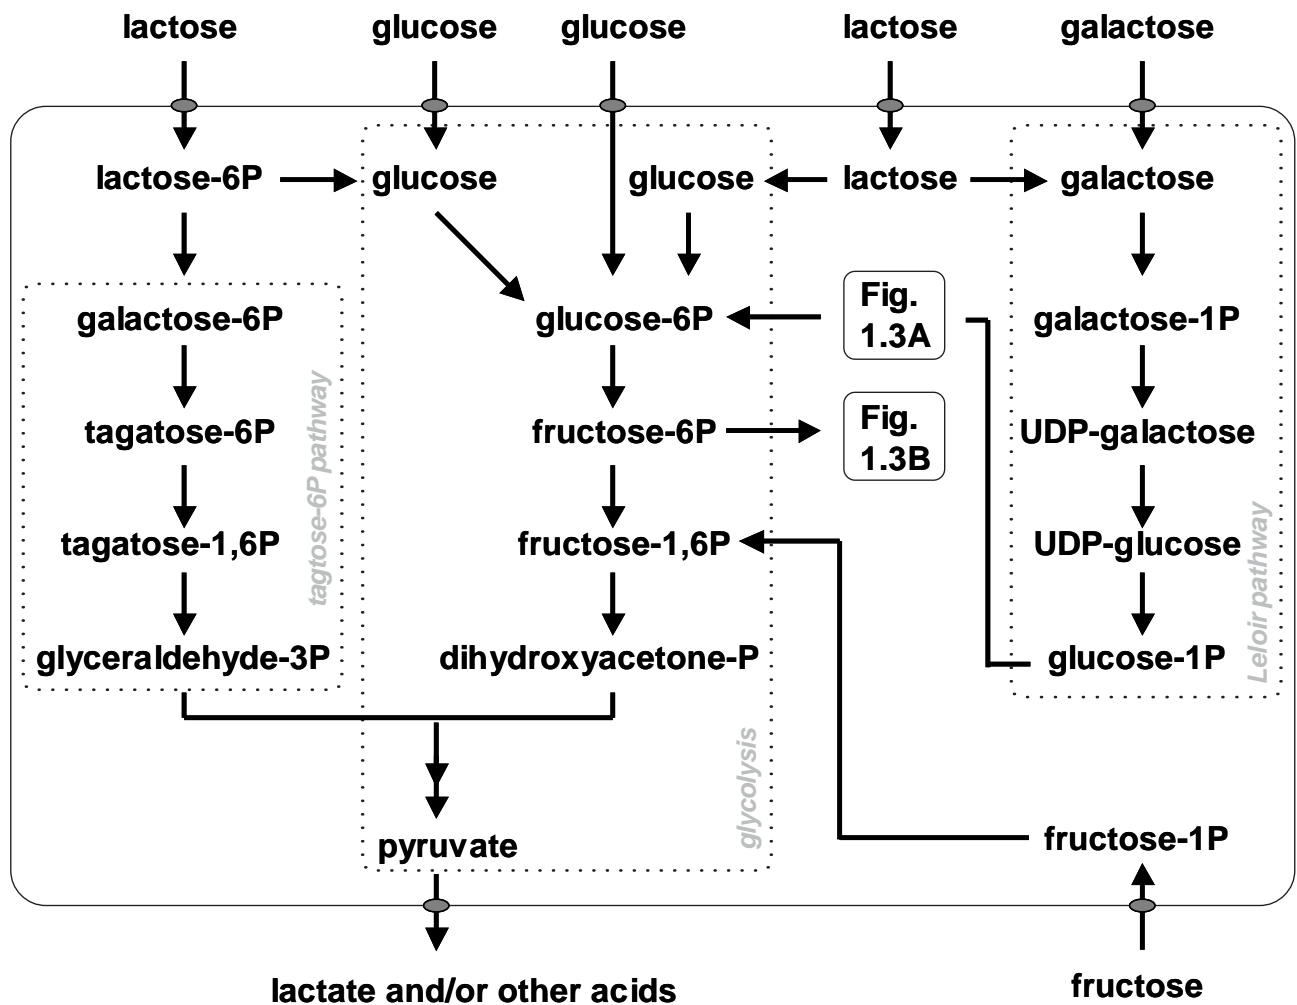 lactose glucose glucose lactose galactose
lactose-6P glucose glucose lactose galactose
galactose-6P glucose-6P Fig. 1.3A galactose-1P
tagatose-6P fructose-6P Fig. 1.3B UDP-galactose
tagatose-1,6P fructose-1,6P UDP-glucose
glyceraldehyde-3P dihydroxyacetone-P glucose-1P
tagtose-6P pathway
glycolysis
Leloir pathway
pyruvate fructose-1P
lactate and/or other acids fructose